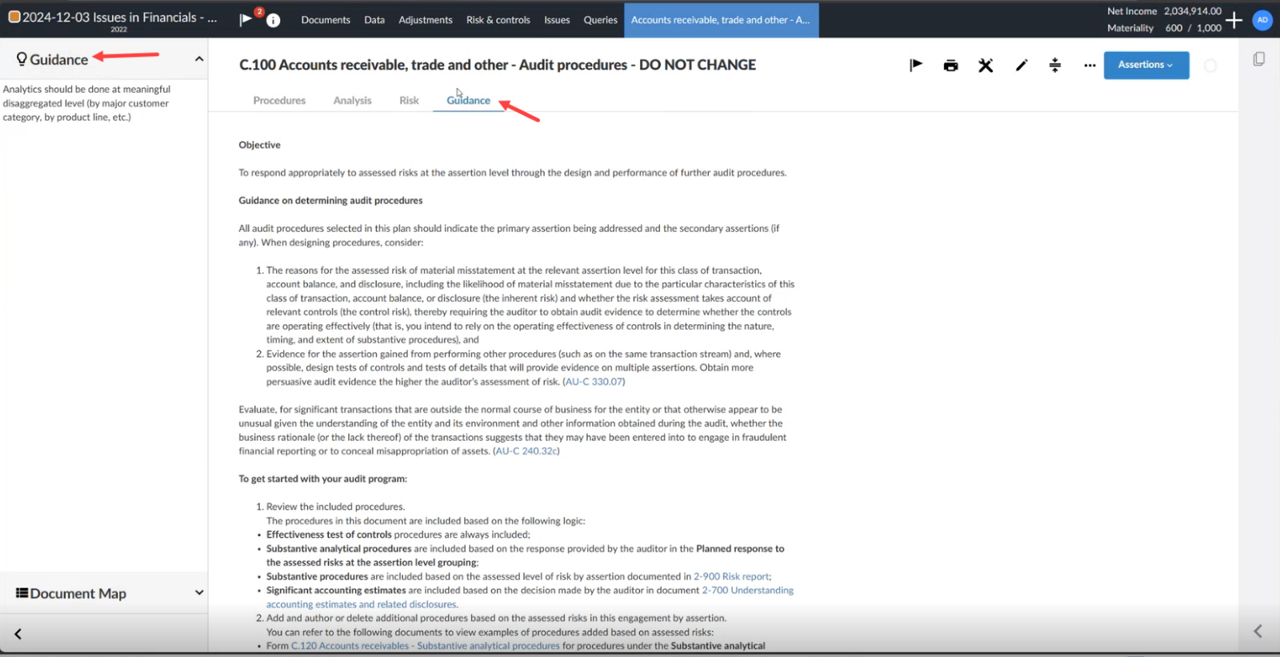 2024-12-03 Issues in Financials - ...
2022
2
Documents Data Adjustments Risk & controls Issues Queries Accounts receivable, trade and other - A...
Net Income 2,034,914.00
Materiality 600 / 1,000
AD
Guidance
Analytics should be done at meaningful
disaggregated level (by major customer
category, by product line, etc.)
Document Map
C.100 Accounts receivable, trade and other - Audit procedures - DO NOT CHANGE
Assertions
Procedures Analysis Risk Guidance
Objective
To respond appropriately to assessed risks at the assertion level through the design and performance of further audit procedures.
Guidance on determining audit procedures
All audit procedures selected in this plan should indicate the primary assertion being addressed and the secondary assertions (if
any). When designing procedures, consider:
1. The reasons for the assessed risk of material misstatement at the relevant assertion level for this class of transaction,
account balance, and disclosure, including the likelihood of material misstatement due to the particular characteristics of this
class of transaction, account balance, or disclosure (the inherent risk) and whether the risk assessment takes account of
relevant controls (the control risk), thereby requiring the auditor to obtain audit evidence to determine whether the controls
are operating effectively (that is, you intend to rely on the operating effectiveness of controls in determining the nature,
timing, and extent of substantive procedures), and
2. Evidence for the assertion gained from performing other procedures (such as on the same transaction stream) and, where
possible, design tests of controls and tests of details that will provide evidence on multiple assertions. Obtain more
persuasive audit evidence the higher the auditor's assessment of risk. (AU-C 330.07)
Evaluate, for significant transactions that are outside the normal course of business for the entity or that otherwise appear to be
unusual given the understanding of the entity and its environment and other information obtained during the audit, whether the
business rationale (or the lack thereof) of the transactions suggests that they may have been entered into to engage in fraudulent
financial reporting or to conceal misappropriation of assets. (AU-C 240.32c)
To get started with your audit program:
1. Review the included procedures.
The procedures in this document are included based on the following logic:
• Effectiveness test of controls procedures are always included;
• Substantive analytical procedures are included based on the response provided by the auditor in the Planned response to
the assessed risks at the assertion level grouping;
• Substantive procedures are included based on the assessed level of risk by assertion documented in 2-900 Risk report;
• Significant accounting estimates are included based on the decision made by the auditor in document 2-700 Understanding
accounting estimates and related disclosures.
2. Add and author or delete additional procedures based on the assessed risks in this engagement by assertion.
You can refer to the following documents to view examples of procedures added based on assessed risks:
• Form C.120 Accounts receivables - Substantive analytical procedures for procedures under the Substantive analytical